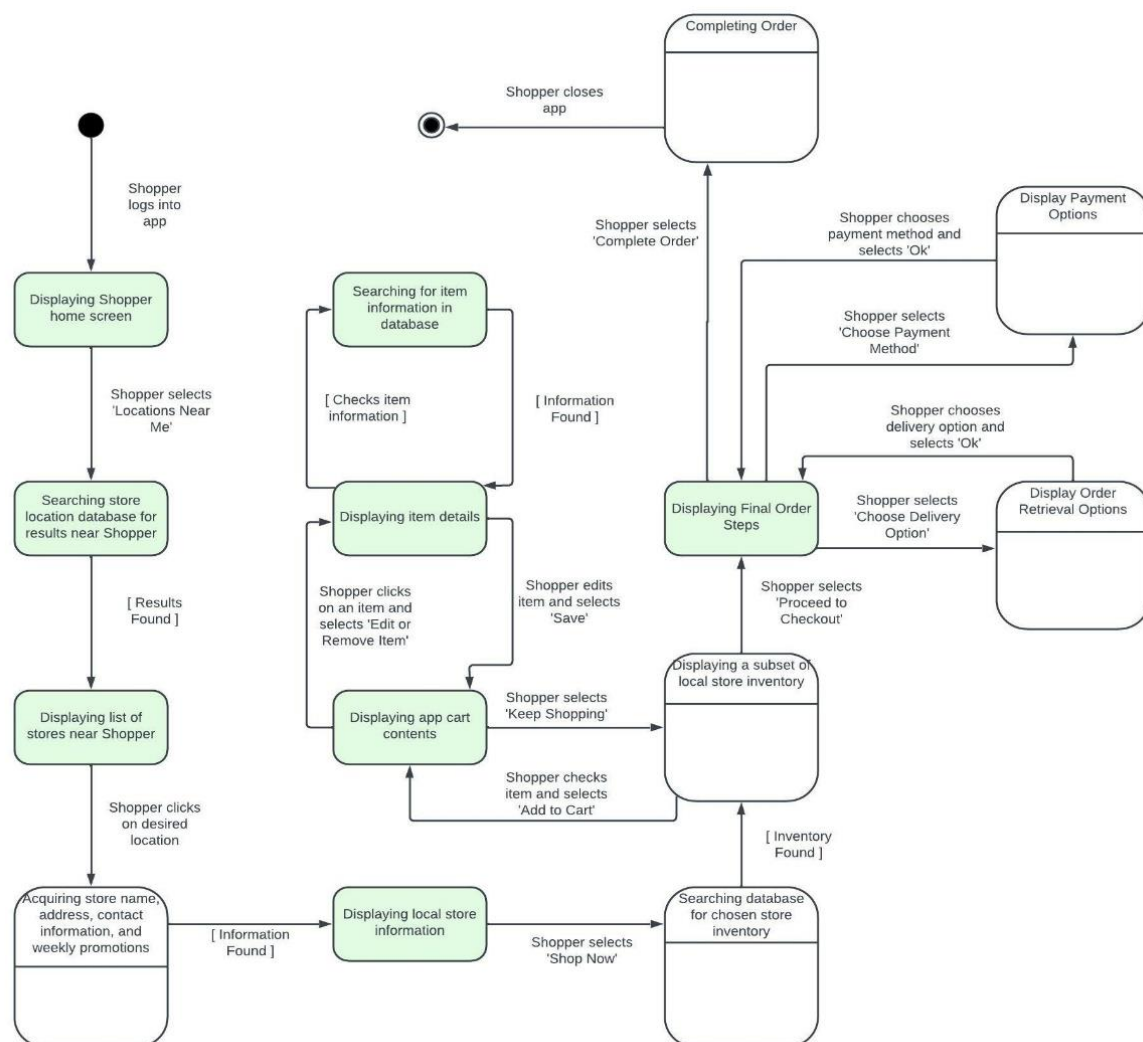 Completing Order
Shopper closes
app
Shopper
logs into
app
Shopper selects
'Complete Order'
Shopper chooses
payment method and
selects 'Ok'
Display Payment
Options
Displaying Shopper
home screen
Searching for item
information in
database
Shopper selects
'Choose Payment
Method'
Shopper selects
'Locations Near
Me'
[ Checks item
information ]
[ Information
Found ]
Shopper chooses
delivery option and
selects 'Ok'
Searching store
location database for
results near Shopper
Displaying item details
Displaying Final Order
Steps
Shopper selects
'Choose Delivery
Option'
Display Order
Retrieval Options
[ Results
Found ]
Shopper clicks
on an item and
selects 'Edit or
Remove Item'
Shopper edits
item and selects
'Save'
Shopper selects
'Proceed to
Checkout'
Displaying list of
stores near Shopper
Displaying app cart
contents
Shopper selects
'Keep Shopping'
Displaying a subset of
local store inventory
Shopper checks
item and selects
'Add to Cart'
Shopper clicks
on desired
location
[ Inventory
Found ]
Acquiring store name,
address, contact
information, and
weekly promotions
[ Information
Found ]
Displaying local store
information
Shopper selects
'Shop Now'
Searching database
for chosen store
inventory